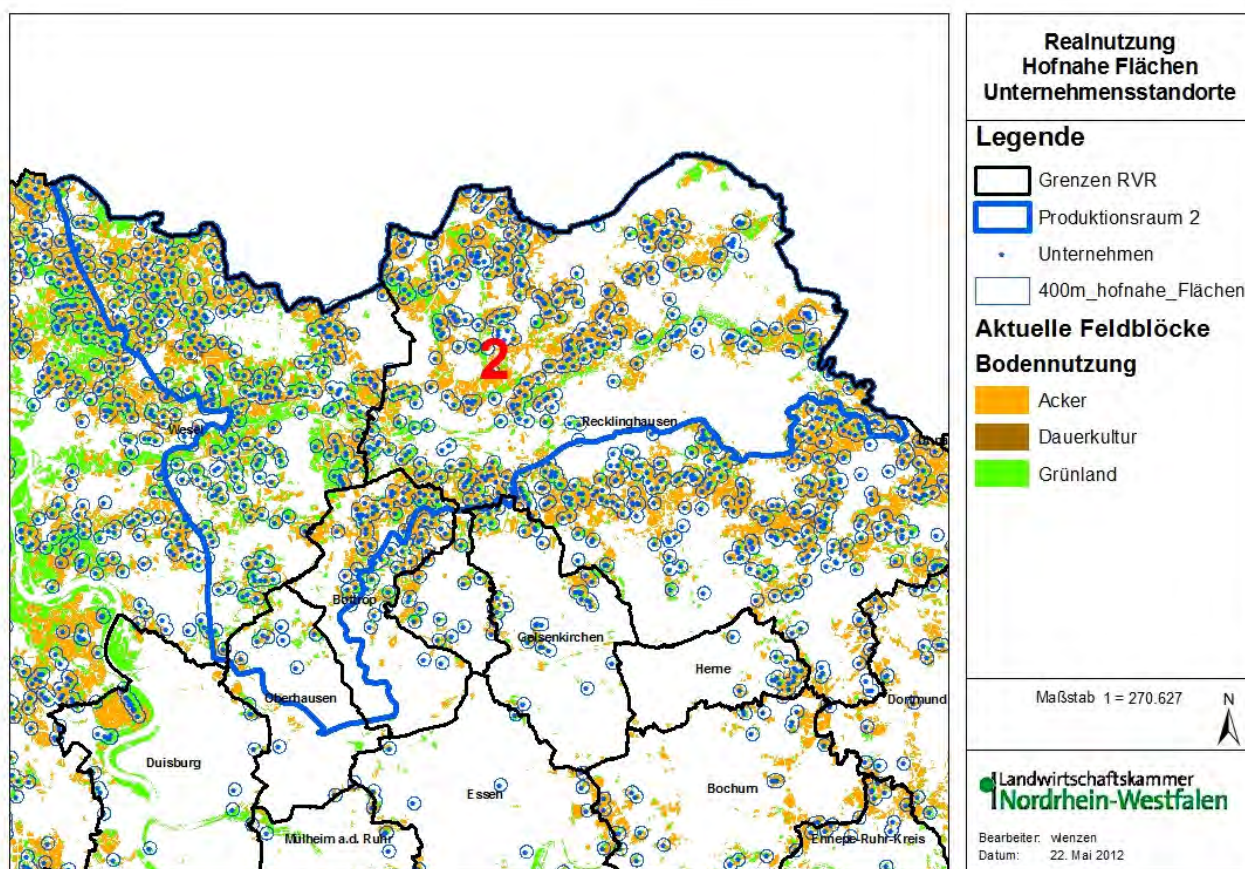 Realnutzung
Hofnahe Flächen
Unternehmensstandorte
Legende
Grenzen RVR
Produktionsraum 2
Unternehmen
400m_hofnahe_Flächen
Aktuelle Feldblöcke
Bodennutzung
Acker
Dauerkultur
Grünland
Maßstab 1 = 270.627
N
Landwirtschaftskammer
Nordrhein-Westfalen
Bearbeiter: wienzen
Datum: 22. Mai 2012
2
Wesel
Recklinghausen
Bottrop
Gelsenkirchen
Herne
Oberhausen
Dortmund
Duisburg
Essen
Bochum
Mülheim a.d. Ruhr
Ennepe-Ruhr-Kreis